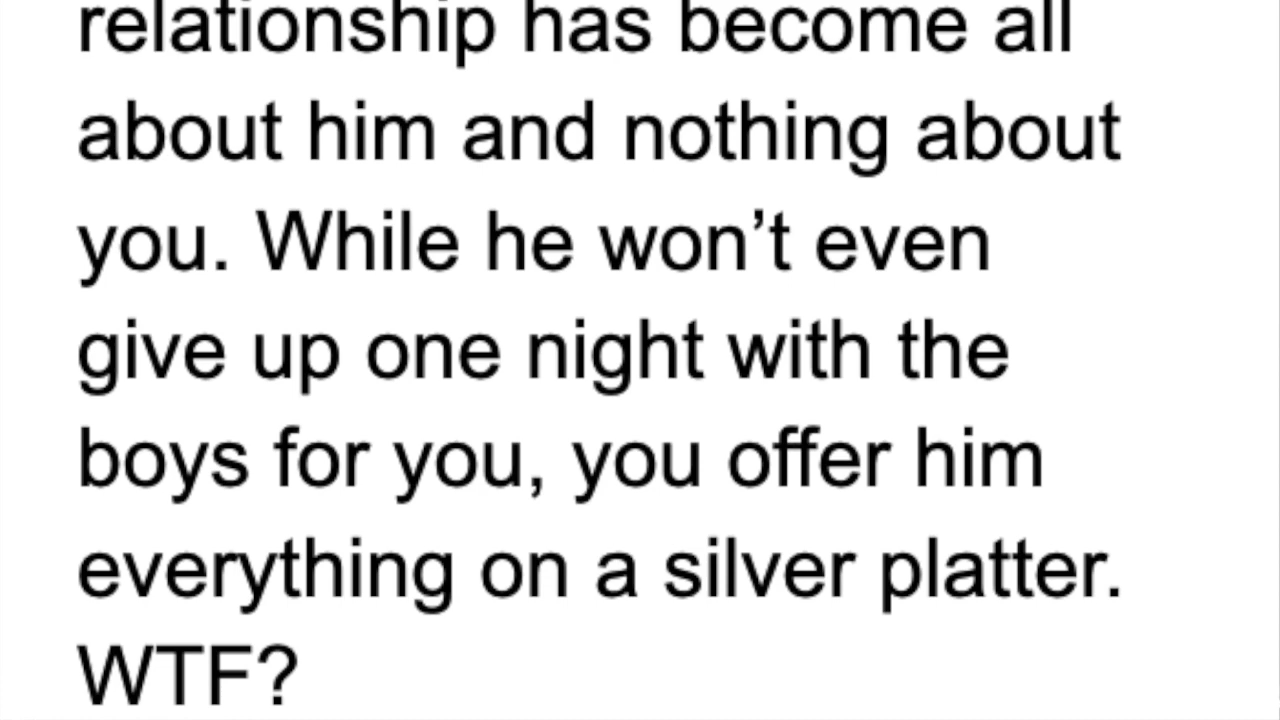 relationship has become all
about him and nothing about
you. While he won’t even
give up one night with the
boys for you, you offer him
everything on a silver platter.
WTF?